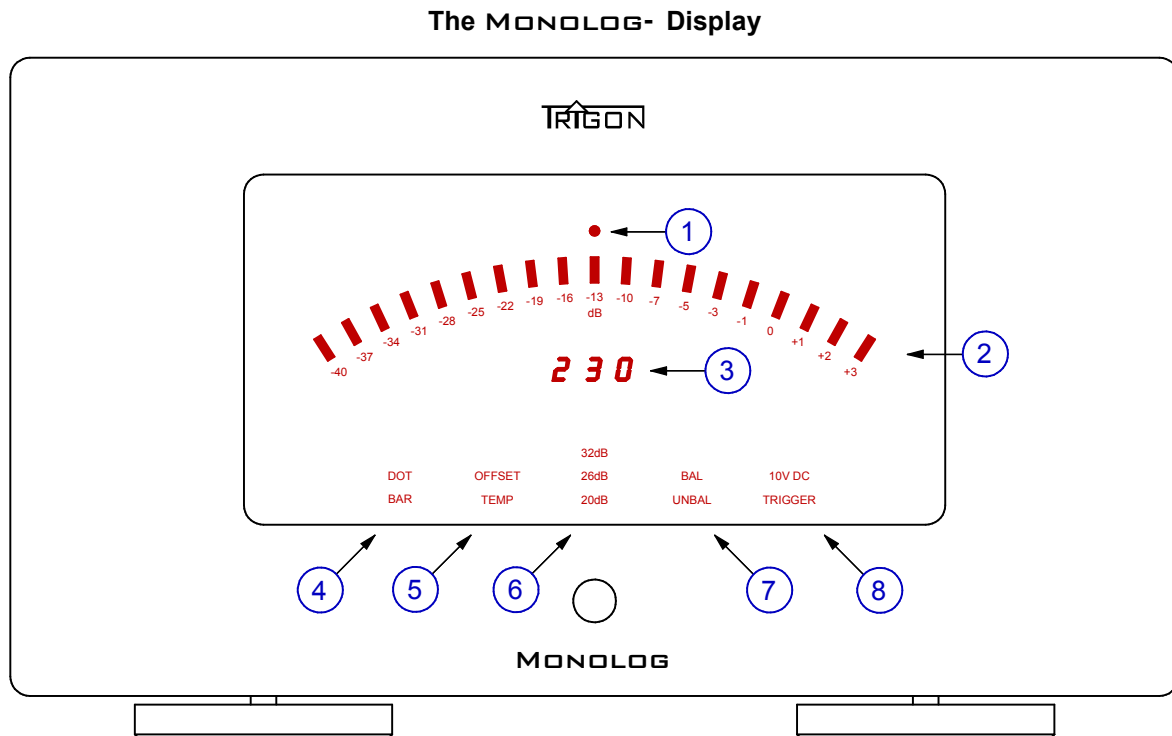 The MONOLOG- Display
TRIGON
1
-40 -37 -34 -31 -28 -25 -22 -19 -16 -13 -10 -7 -5 -3 -1 0 +1 +2 +3
dB
2
230
3
32dB
DOT OFFSET 26dB BAL 10V DC
BAR TEMP 20dB UNBAL TRIGGER
4 5 6 7 8
MONOLOG